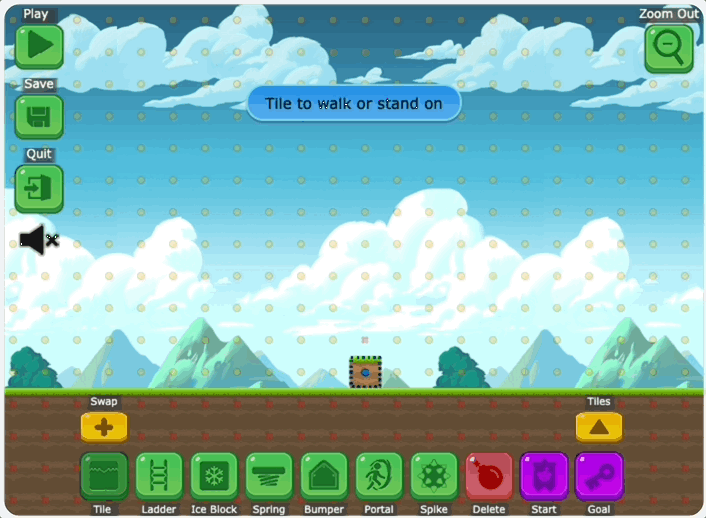 Play
Zoom Out
Save
Tile to walk or stand on
Quit
Swap
Tiles
Tile
Ladder
Ice Block
Spring
Bumper
Portal
Spike
Delete
Start
Goal